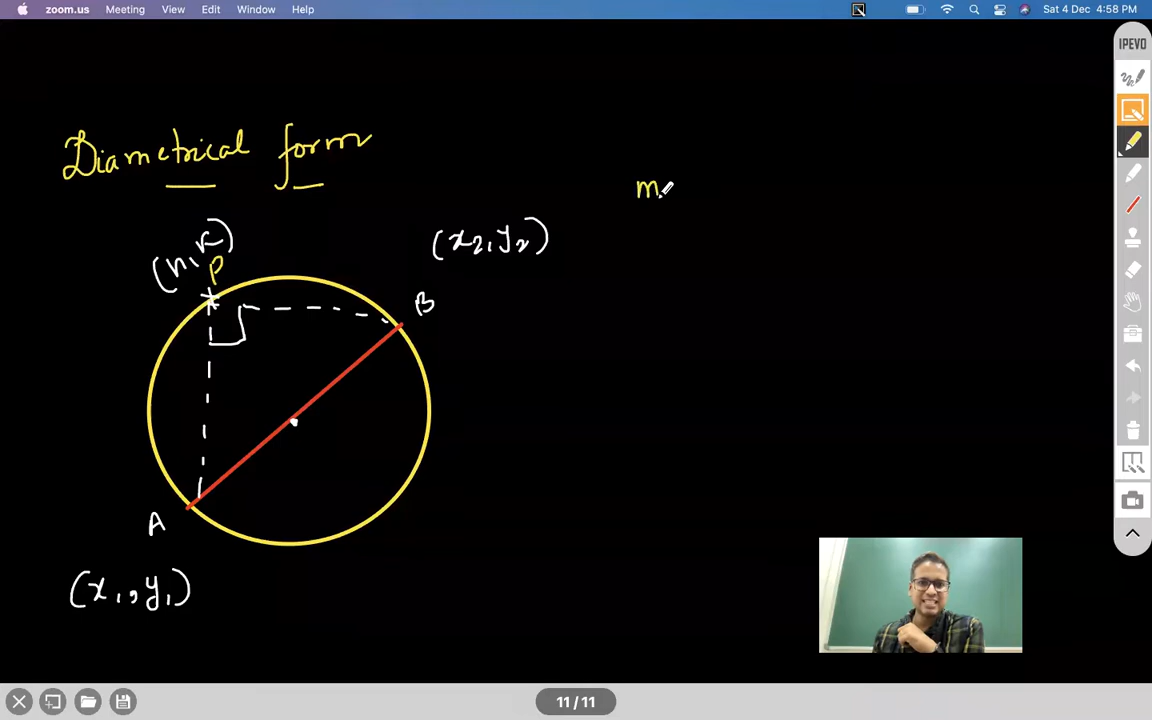 zoom.us Meeting View Edit Window Help Sat 4 Dec 4:58 PM
IPEVO
Diametrical form
m
(x2, y2)
P
B
A
(x1, y1)
11 / 11